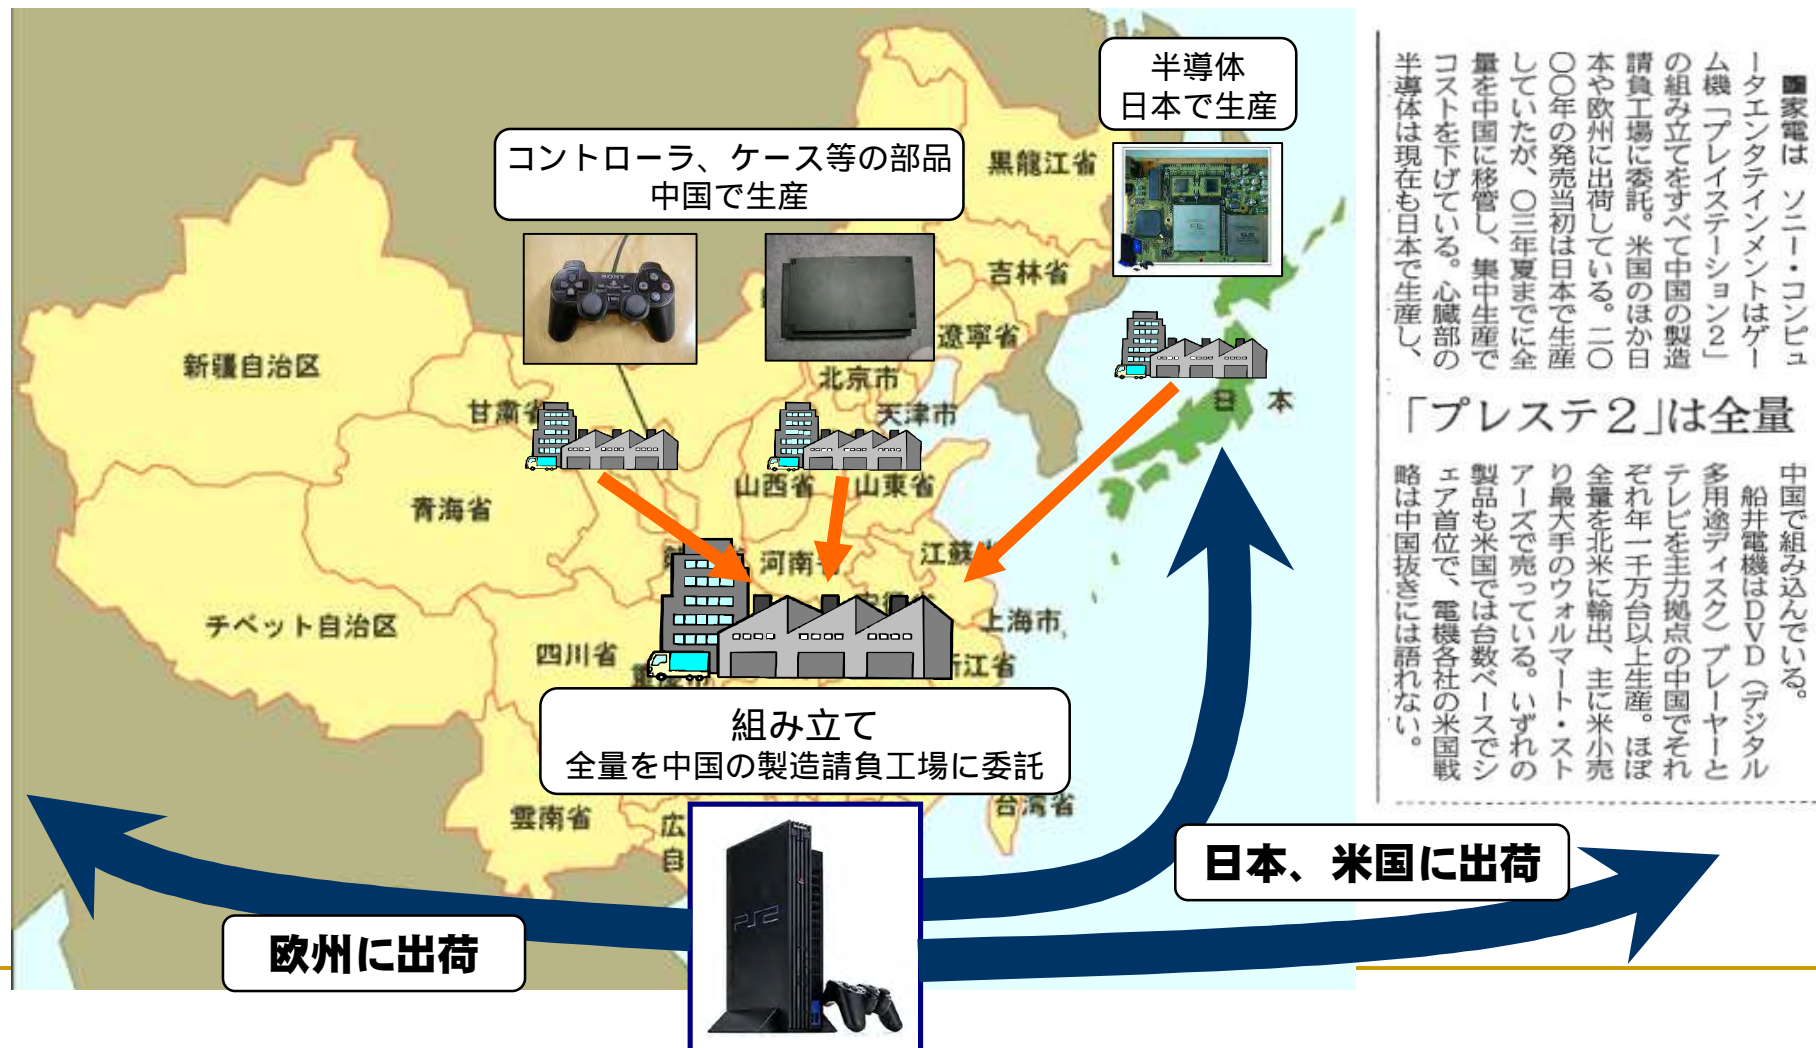 半導体
日本で生産
コントローラ、ケース等の部品
中国で生産
SONY
黒龍江省
吉林省
遼寧省
北京市
天津市
新疆自治区
甘粛省
青海省
山西省
山東省
河南省
江蘇省
チベット自治区
四川省
上海市
浙江省
日本
組み立て
全量を中国の製造請負工場に委託
雲南省
広
自
台湾省
PS2
日本、米国に出荷
欧州に出荷
家電は ソニー・コンピュ
ータエンタテインメントはゲー
ム機「プレイステーション2」
の組み立てをすべて中国の製造
請負工場に委託。米国のほか日
本や欧州に出荷している。二〇
〇〇年の発売当初は日本で生産
していたが、〇三年夏までに全
量を中国に移管し、集中生産で
コストを下げている。心臓部の
半導体は現在も日本で生産し、
「プレステ2」は全量
中国で組み込んでいる。
船井電機はDVD(デジタル
多用途ディスク)プレーヤーと
テレビを主力拠点の中国でそれ
ぞれ年一千万台以上生産。ほぼ
全量を北米に輸出、主に米小売
り最大手のウォルマート・スト
アーズで売っている。いずれの
製品も米国では台数ベースでシ
ェア首位で、電機各社の米国戦
略は中国抜きには語れない。